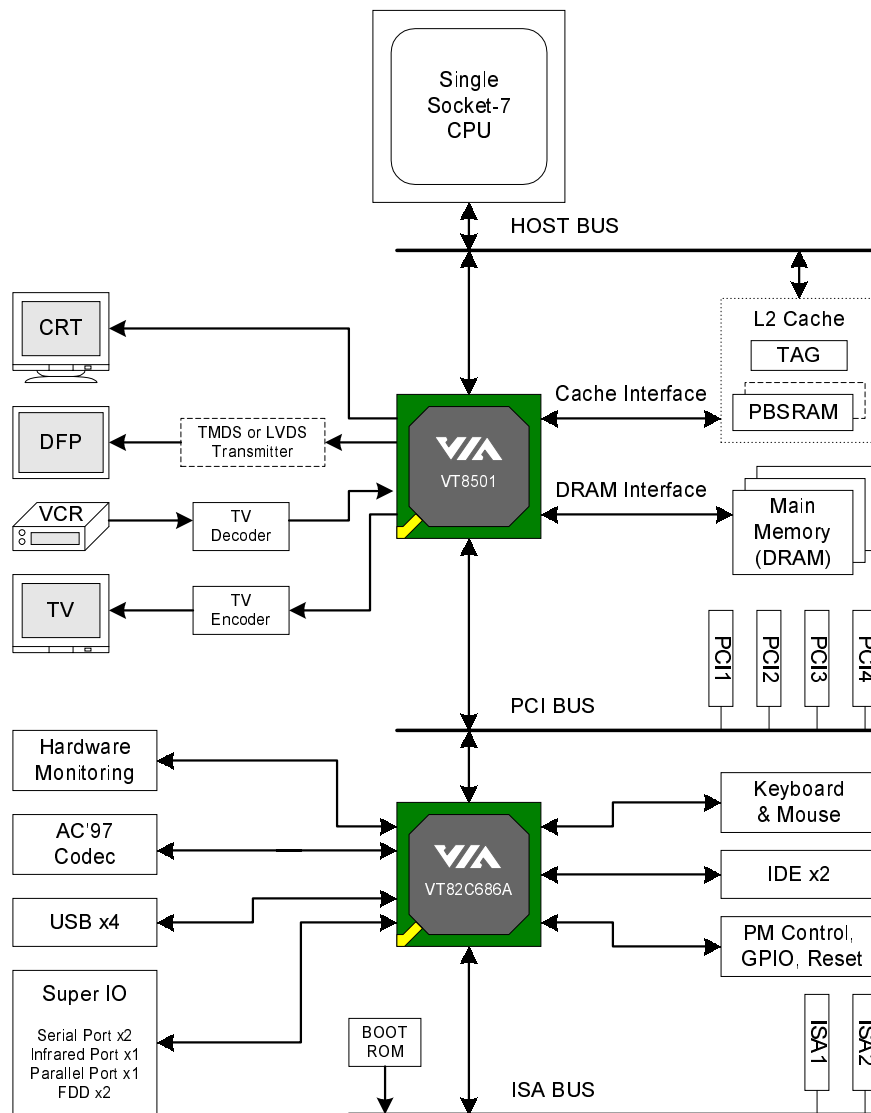 Single
Socket-7
CPU
HOST BUS
CRT
L2 Cache
TAG
PBSRAM
Cache Interface
DFP
TMDS or LVDS
Transmitter
VIA
VT8501
DRAM Interface
Main
Memory
(DRAM)
VCR
TV
Decoder
TV
TV
Encoder
PCI1
PCI2
PCI3
PCI4
PCI BUS
Hardware
Monitoring
Keyboard
& Mouse
AC'97
Codec
VIA
VT82C686A
IDE x2
USB x4
PM Control,
GPIO, Reset
Super IO
Serial Port x2
Infrared Port x1
Parallel Port x1
FDD x2
BOOT
ROM
ISA1
ISA2
ISA BUS